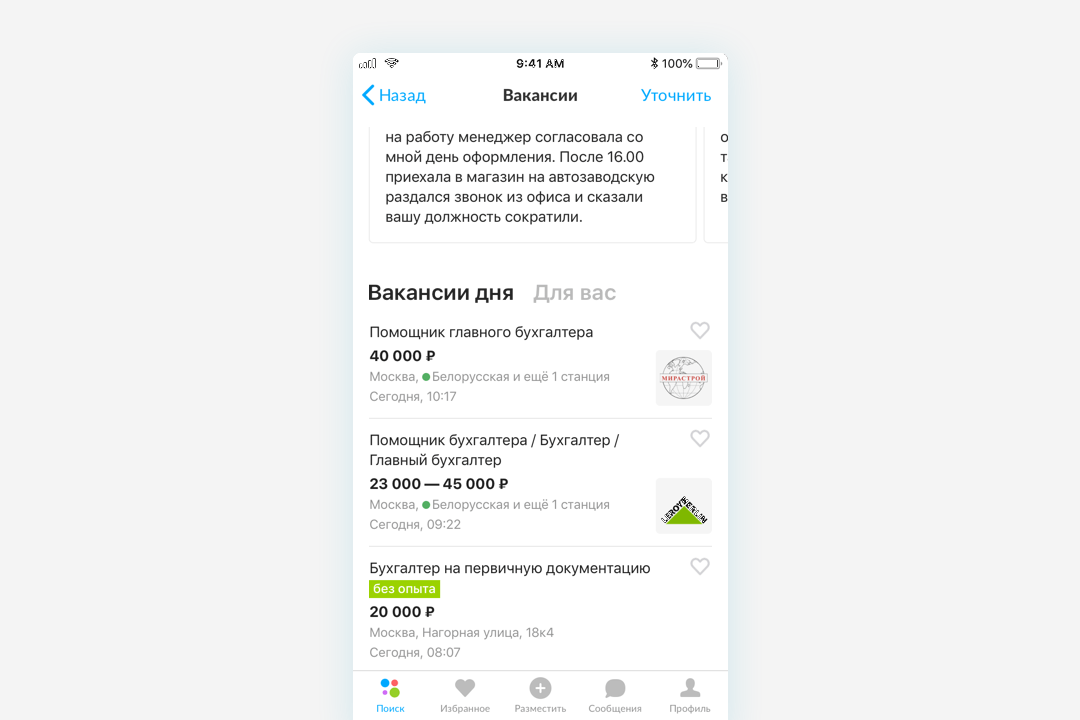 9:41 AM
100%
Назад
Вакансии
Уточнить
на работу менеджер согласовала со
мной день оформления. После 16.00
приехала в магазин на автозаводскую
раздался звонок из офиса и сказали
вашу должность сократили.
Вакансии дня
Для вас
Помощник главного бухгалтера
40 000 ₽
Москва, Белорусская и ещё 1 станция
Сегодня, 10:17
МИРАСТРОЙ
Помощник бухгалтера / Бухгалтер /
Главный бухгалтер
23 000 — 45 000 ₽
Москва, Белорусская и ещё 1 станция
Сегодня, 09:22
LEROY MERLIN
Бухгалтер на первичную документацию
без опыта
20 000 ₽
Москва, Нагорная улица, 18к4
Сегодня, 08:07
Поиск
Избранное
Разместить
Сообщения
Профиль